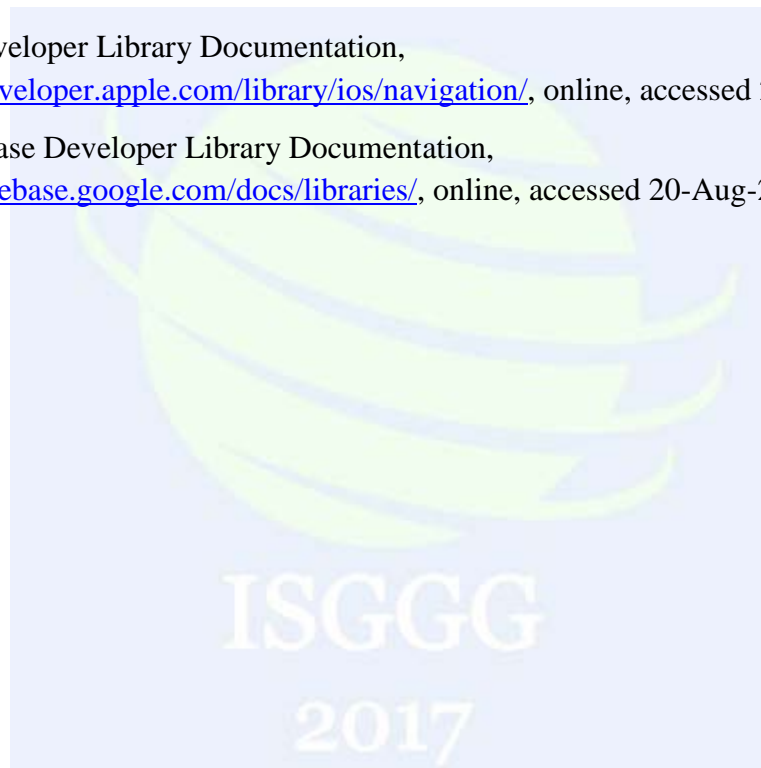 veloper Library Documentation,
veloper.apple.com/library/ios/navigation/, online, accessed
ase Developer Library Documentation,
ebase.google.com/docs/libraries/, online, accessed 20-Aug-2
ISGGG
2017